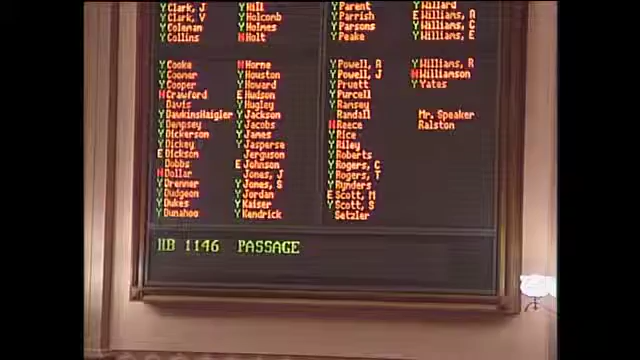 Y Clark, J
Y Clark, V
Y Coleman
Y Collins
Y Cooke
Y Coomer
Y Cooper
N Crawford
Davis
Y DawkinsHaigler
Y Dempsey
Y Dickerson
Y Dickey
E Dickson
Dobbs
N Dollar
Y Drenner
Y Dudgeon
Y Dukes
Y Dunahoo
Y Hill
Y Holcomb
Y Holmes
N Holt
N Horne
Y Houston
Y Howard
E Hudson
Y Hugley
Y Jackson
Y Jacobs
Y James
Y Jasperse
Jerguson
E Johnson
Jones, J
Y Jones, S
Jordan
Y Kaiser
Y Kendrick
Y Parent
Y Parrish
Y Parsons
Y Peake
Y Powell, A
Y Powell, J
Y Pruett
Y Purcell
Y Ramsey
Randall
N Reece
Y Rice
Y Riley
Y Roberts
Y Rogers, C
Y Rogers, T
Y Rynders
E Scott, M
Y Scott, S
Setzler
Y Willard
E Williams, A
Y Williams, C
Y Williams, E
Y Williams, R
N Williamson
Y Yates
Mr. Speaker
Ralston
HB 1146 PASSAGE